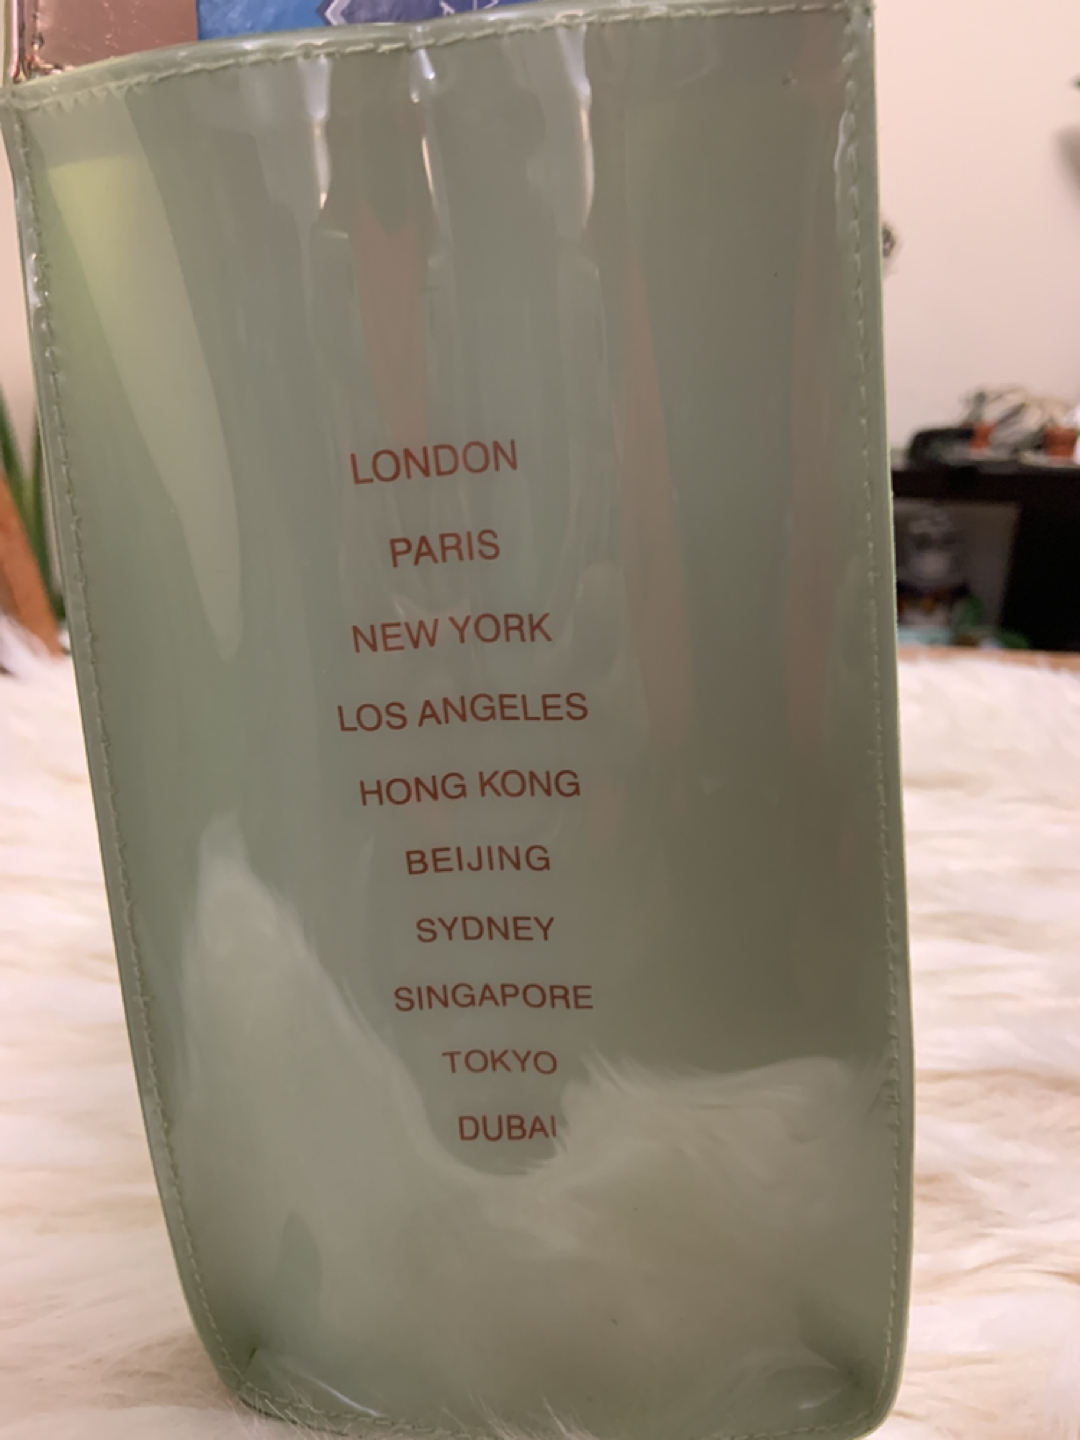 LONDON
PARIS
NEW YORK
LOS ANGELES
HONG KONG
BEIJING
SYDNEY
SINGAPORE
TOKYO
DUBAI